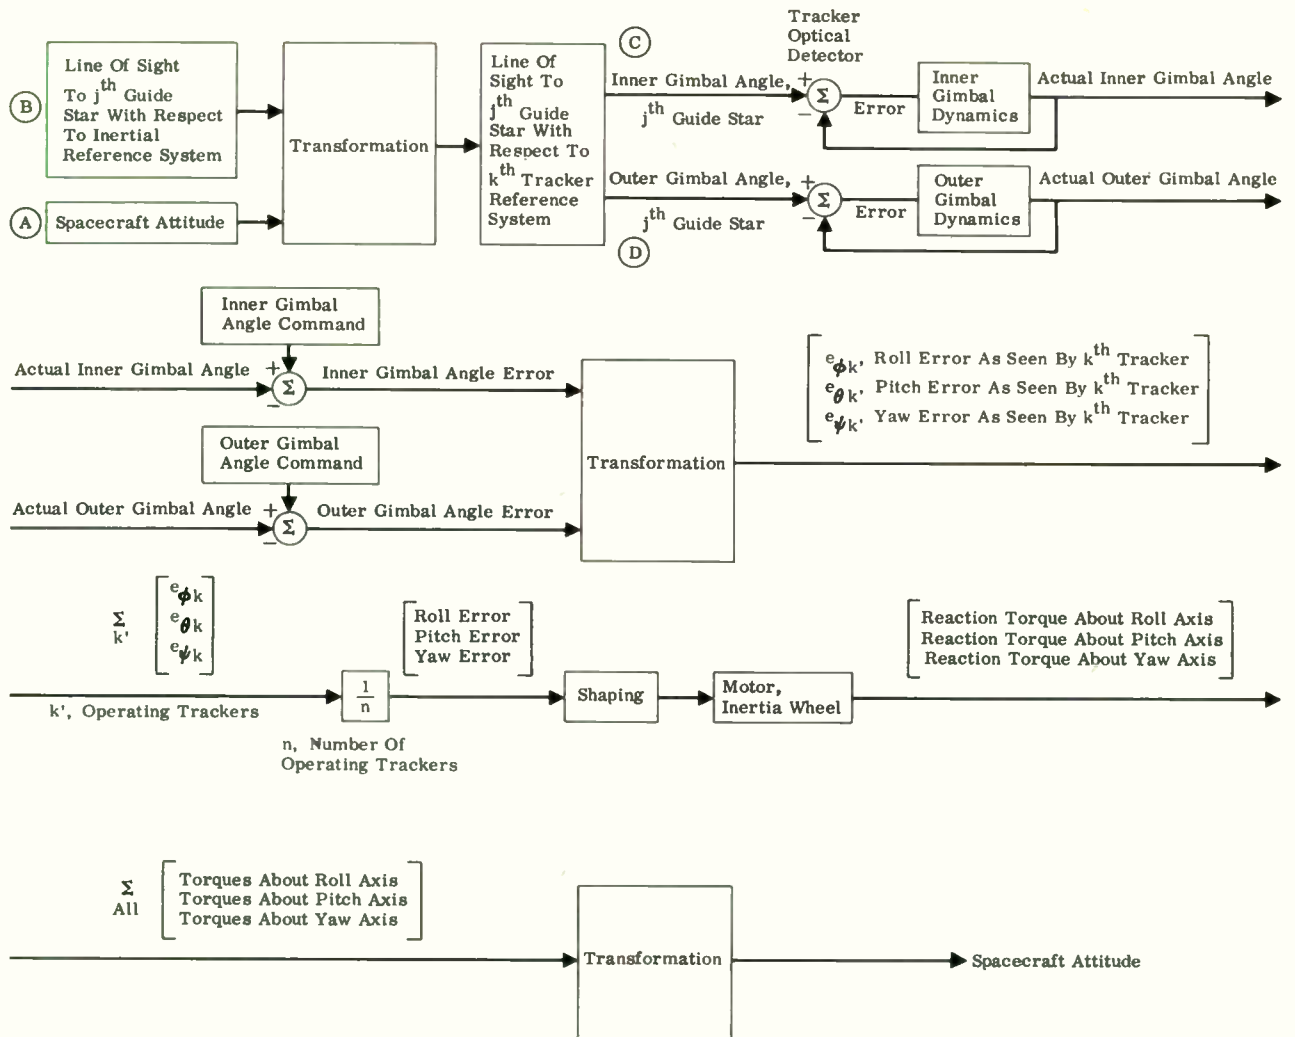 Tracker
Optical
Detector
B
Line Of Sight
To jth Guide
Star With Respect
To Inertial
Reference System
A
Spacecraft Attitude
Transformation
Line Of
Sight To
jth Guide
Star With
Respect To
kth Tracker
Reference
System
C
Inner Gimbal Angle,
jth Guide Star
+
Σ
−
Error
Inner
Gimbal
Dynamics
Actual Inner Gimbal Angle
Outer Gimbal Angle,
jth Guide Star
D
+
Σ
−
Error
Outer
Gimbal
Dynamics
Actual Outer Gimbal Angle
Inner Gimbal
Angle Command
Actual Inner Gimbal Angle
+
Σ
−
Inner Gimbal Angle Error
Outer Gimbal
Angle Command
Actual Outer Gimbal Angle
+
Σ
−
Outer Gimbal Angle Error
Transformation
eϕk, Roll Error As Seen By kth Tracker
eθk, Pitch Error As Seen By kth Tracker
eψk, Yaw Error As Seen By kth Tracker
Σ
k'
eϕk
eθk
eψk
k', Operating Trackers
1
n
n, Number Of
Operating Trackers
Roll Error
Pitch Error
Yaw Error
Shaping
Motor,
Inertia Wheel
Reaction Torque About Roll Axis
Reaction Torque About Pitch Axis
Reaction Torque About Yaw Axis
Σ
All
Torques About Roll Axis
Torques About Pitch Axis
Torques About Yaw Axis
Transformation
Spacecraft Attitude